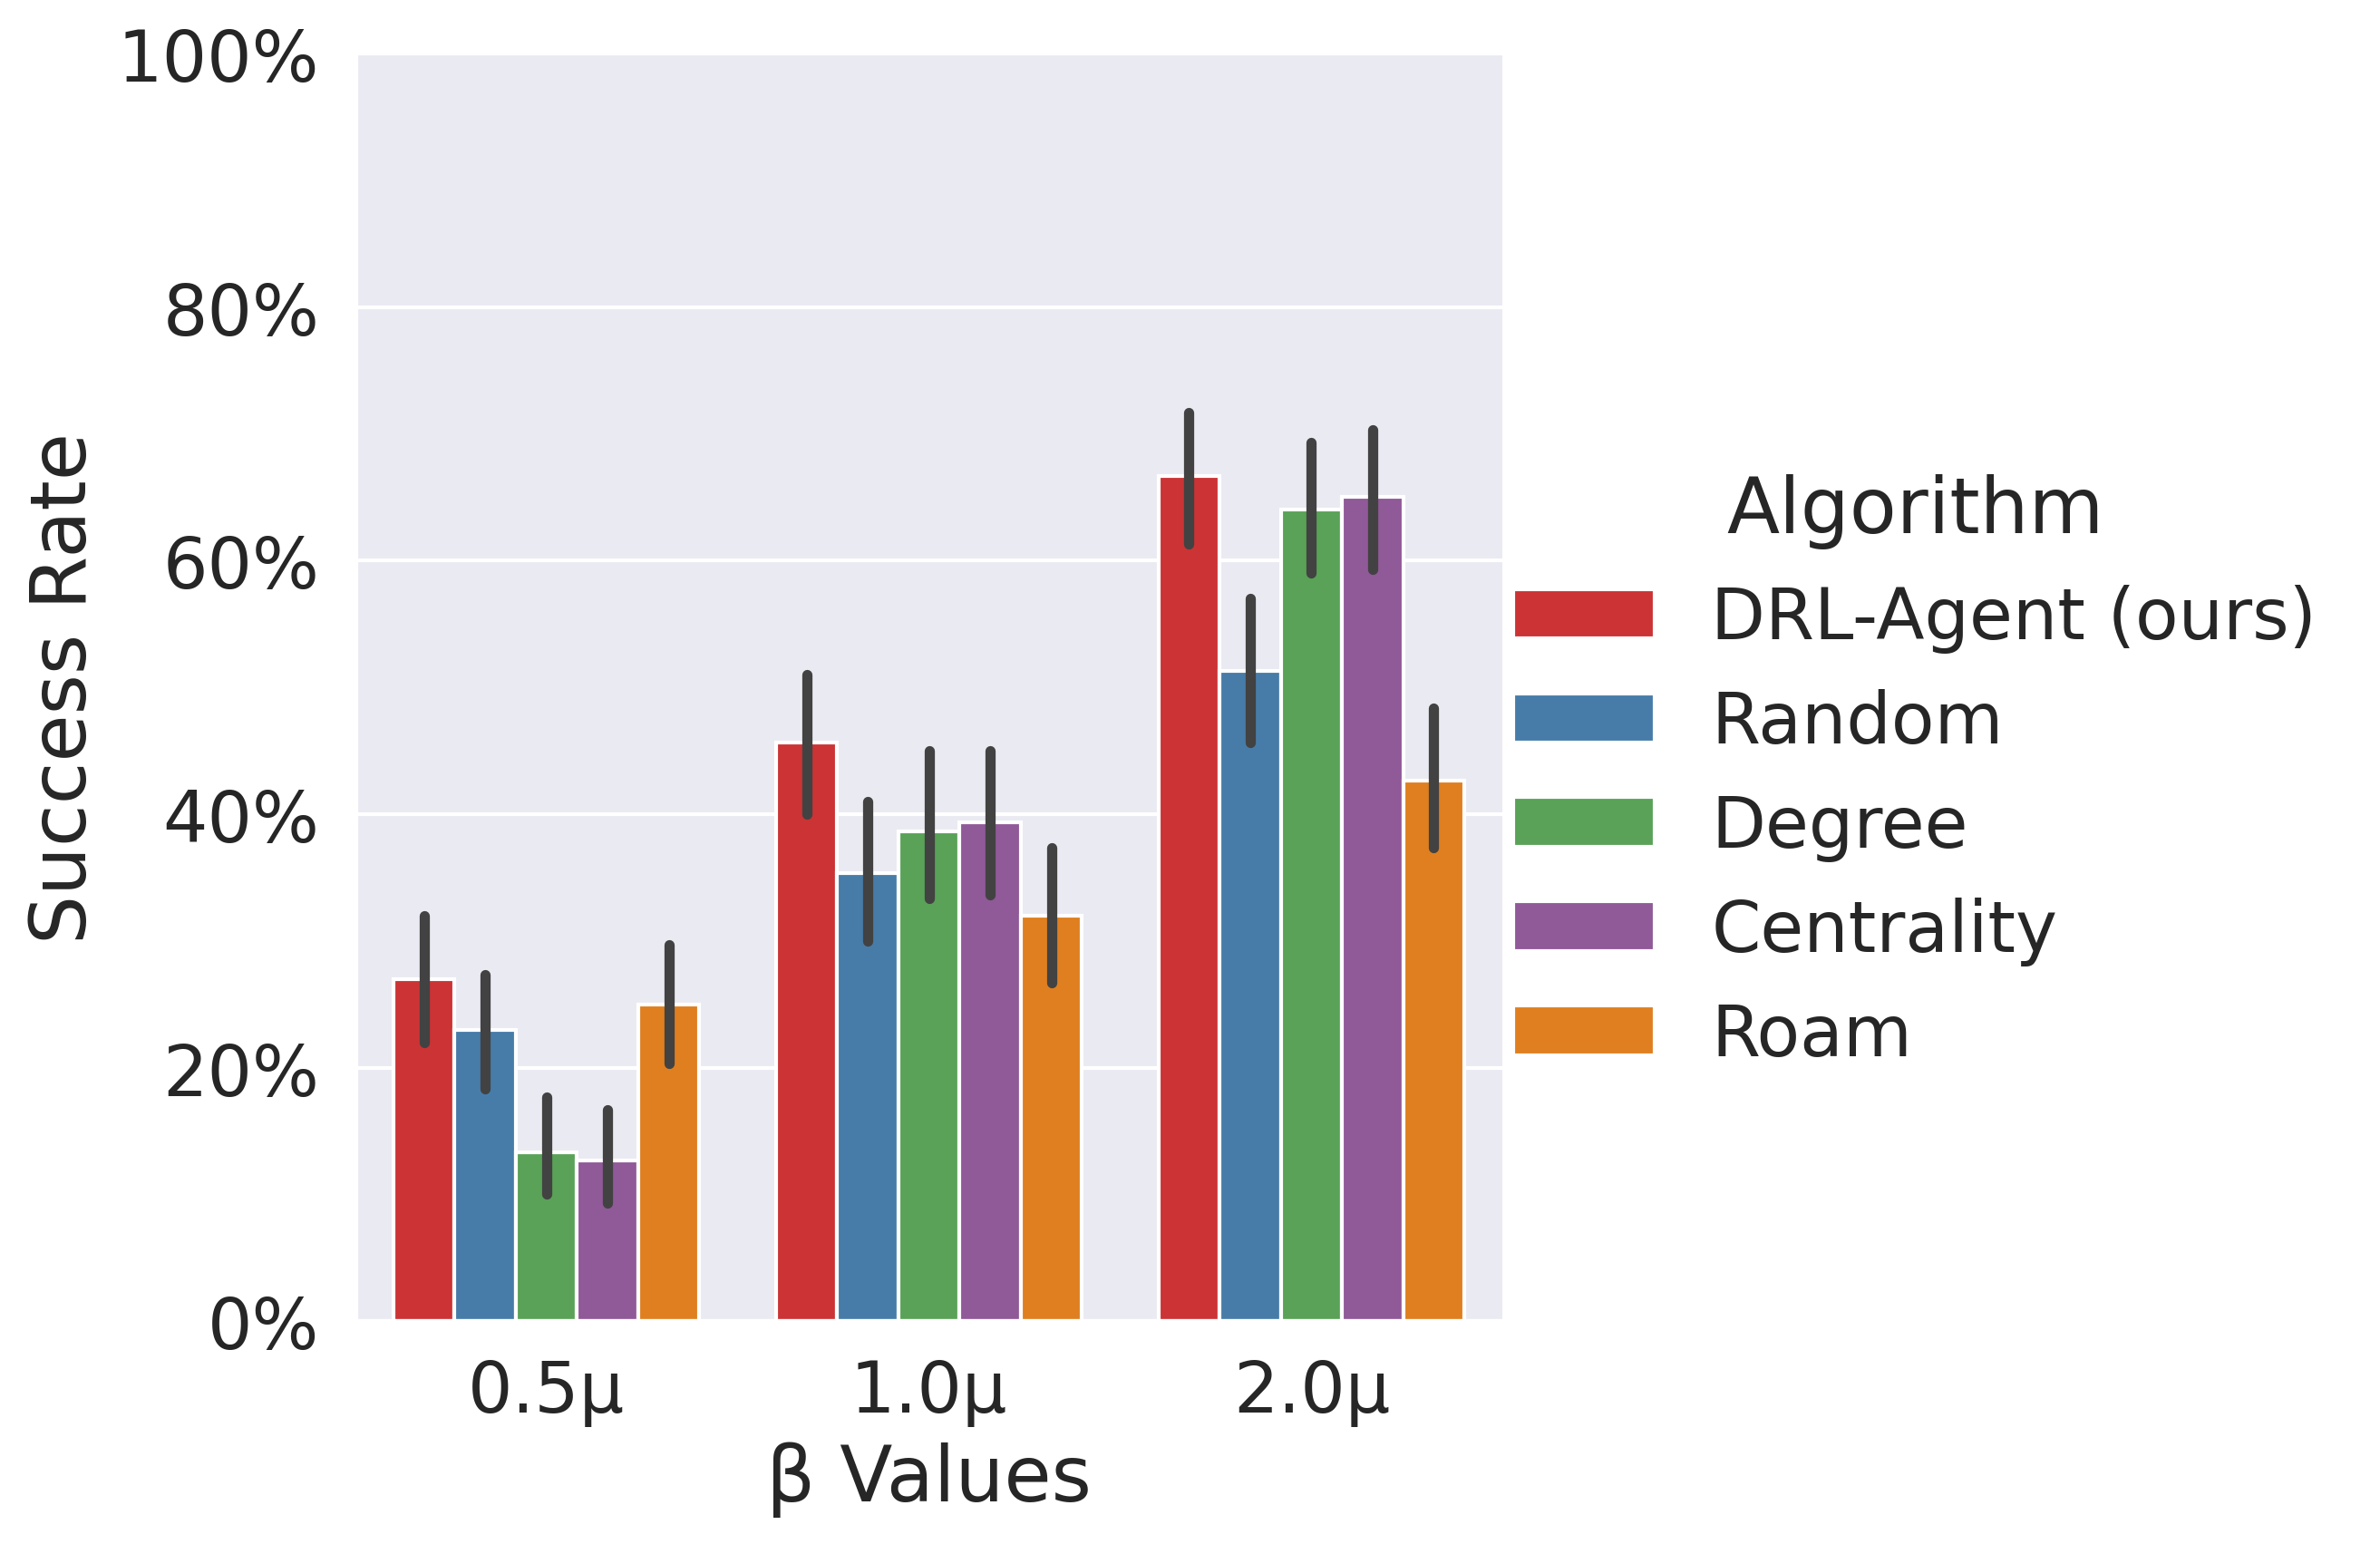 100%
80%
60%
40%
20%
0%
Success Rate
0.5µ
1.0µ
2.0µ
β Values
Algorithm
DRL-Agent (ours)
Random
Degree
Centrality
Roam